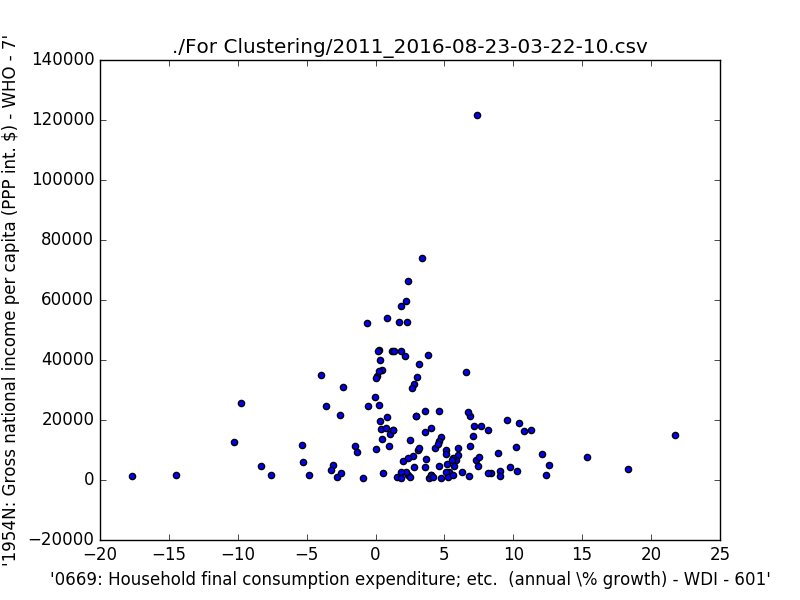 ./For Clustering/2011_2016-08-23-03-22-10.csv
'1954N: Gross national income per capita (PPP int. $) - WHO - 7'
140000
120000
100000
80000
60000
40000
20000
0
−20000
−20 −15 −10 −5 0 5 10 15 20 25
'0669: Household final consumption expenditure; etc.  (annual \% growth) - WDI - 601'